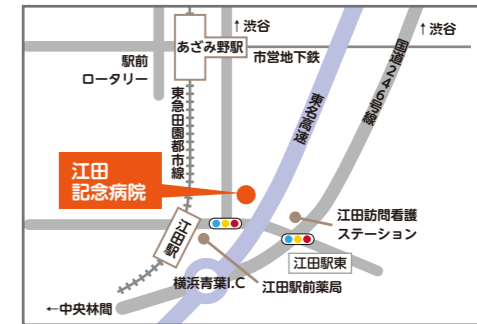 ↑渋谷
↑渋谷
あざみ野駅
市営地下鉄
駅前
ロータリー
東急田園都市線
東名高速
国道246号線
江田
記念病院
江田駅
江田訪問看護
ステーション
江田駅東
横浜青葉I.C
江田駅前薬局
←中央林間